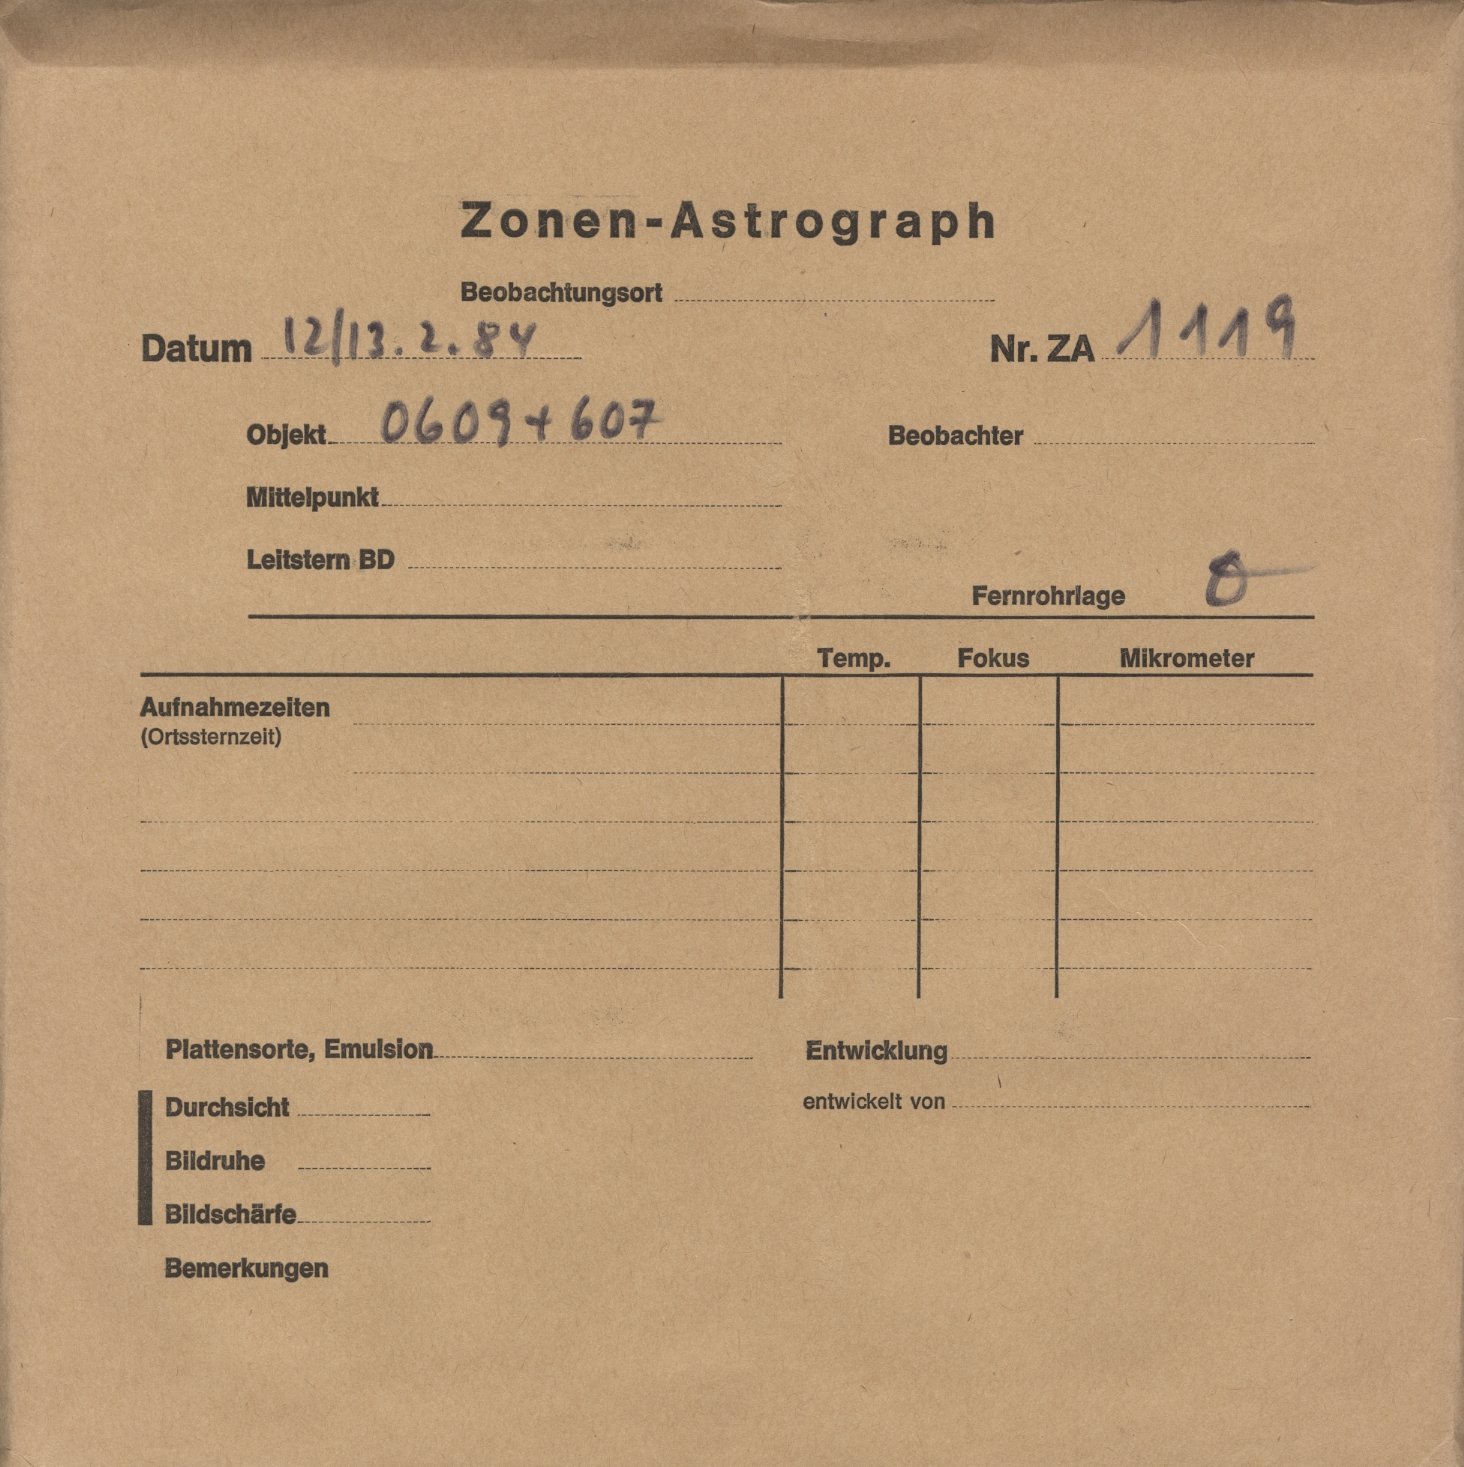 Zonen-Astrograph
Beobachtungsort
Datum 12/13.2.84 Nr. ZA 1119
Objekt 0609+607 Beobachter
Mittelpunkt
Leitstern BD
Fernrohrlage
Temp. Fokus Mikrometer
Aufnahmezeiten
(Ortssternzeit)
Plattensorte, Emulsion Entwicklung
Durchsicht entwickelt von
Bildruhe
Bildschärfe
Bemerkungen